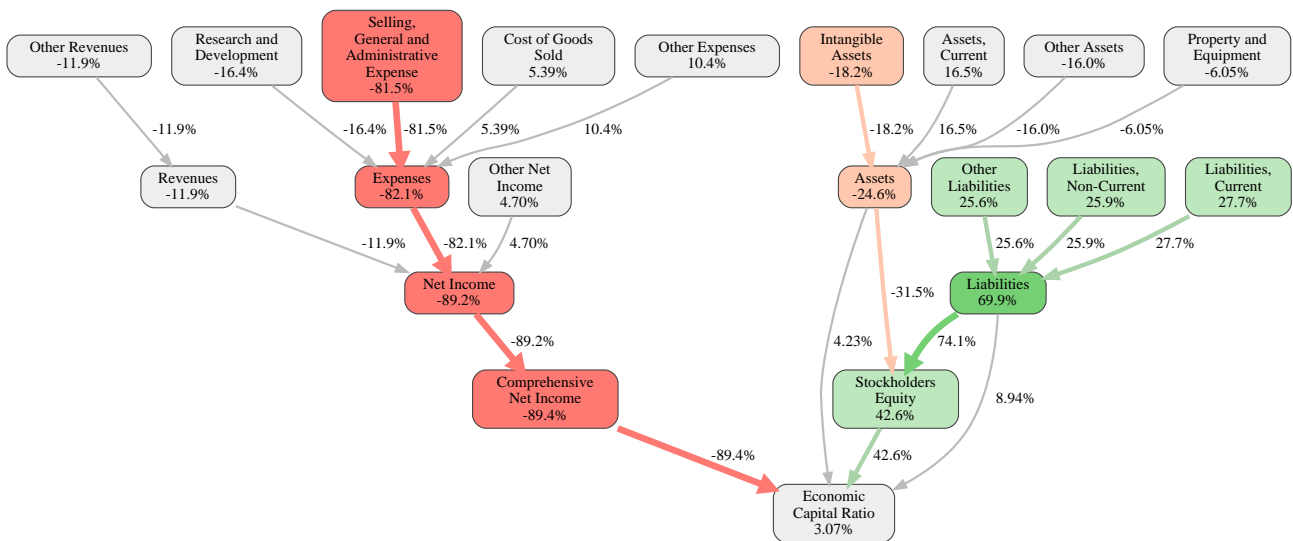 Other Revenues
-11.9%
Research and
Development
-16.4%
Selling,
General and
Administrative
Expense
-81.5%
Cost of Goods
Sold
5.39%
Other Expenses
10.4%
Intangible
Assets
-18.2%
Assets,
Current
16.5%
Other Assets
-16.0%
Property and
Equipment
-6.05%
-11.9%
-16.4%
-81.5%
5.39%
10.4%
-18.2%
16.5%
-16.0%
-6.05%
Revenues
-11.9%
Expenses
-82.1%
Other Net
Income
4.70%
Assets
-24.6%
Other
Liabilities
25.6%
Liabilities,
Non-Current
25.9%
Liabilities,
Current
27.7%
-11.9%
-82.1%
4.70%
25.6%
25.9%
27.7%
Net Income
-89.2%
-31.5%
Liabilities
69.9%
-89.2%
4.23%
74.1%
Comprehensive
Net Income
-89.4%
Stockholders
Equity
42.6%
8.94%
-89.4%
42.6%
Economic
Capital Ratio
3.07%